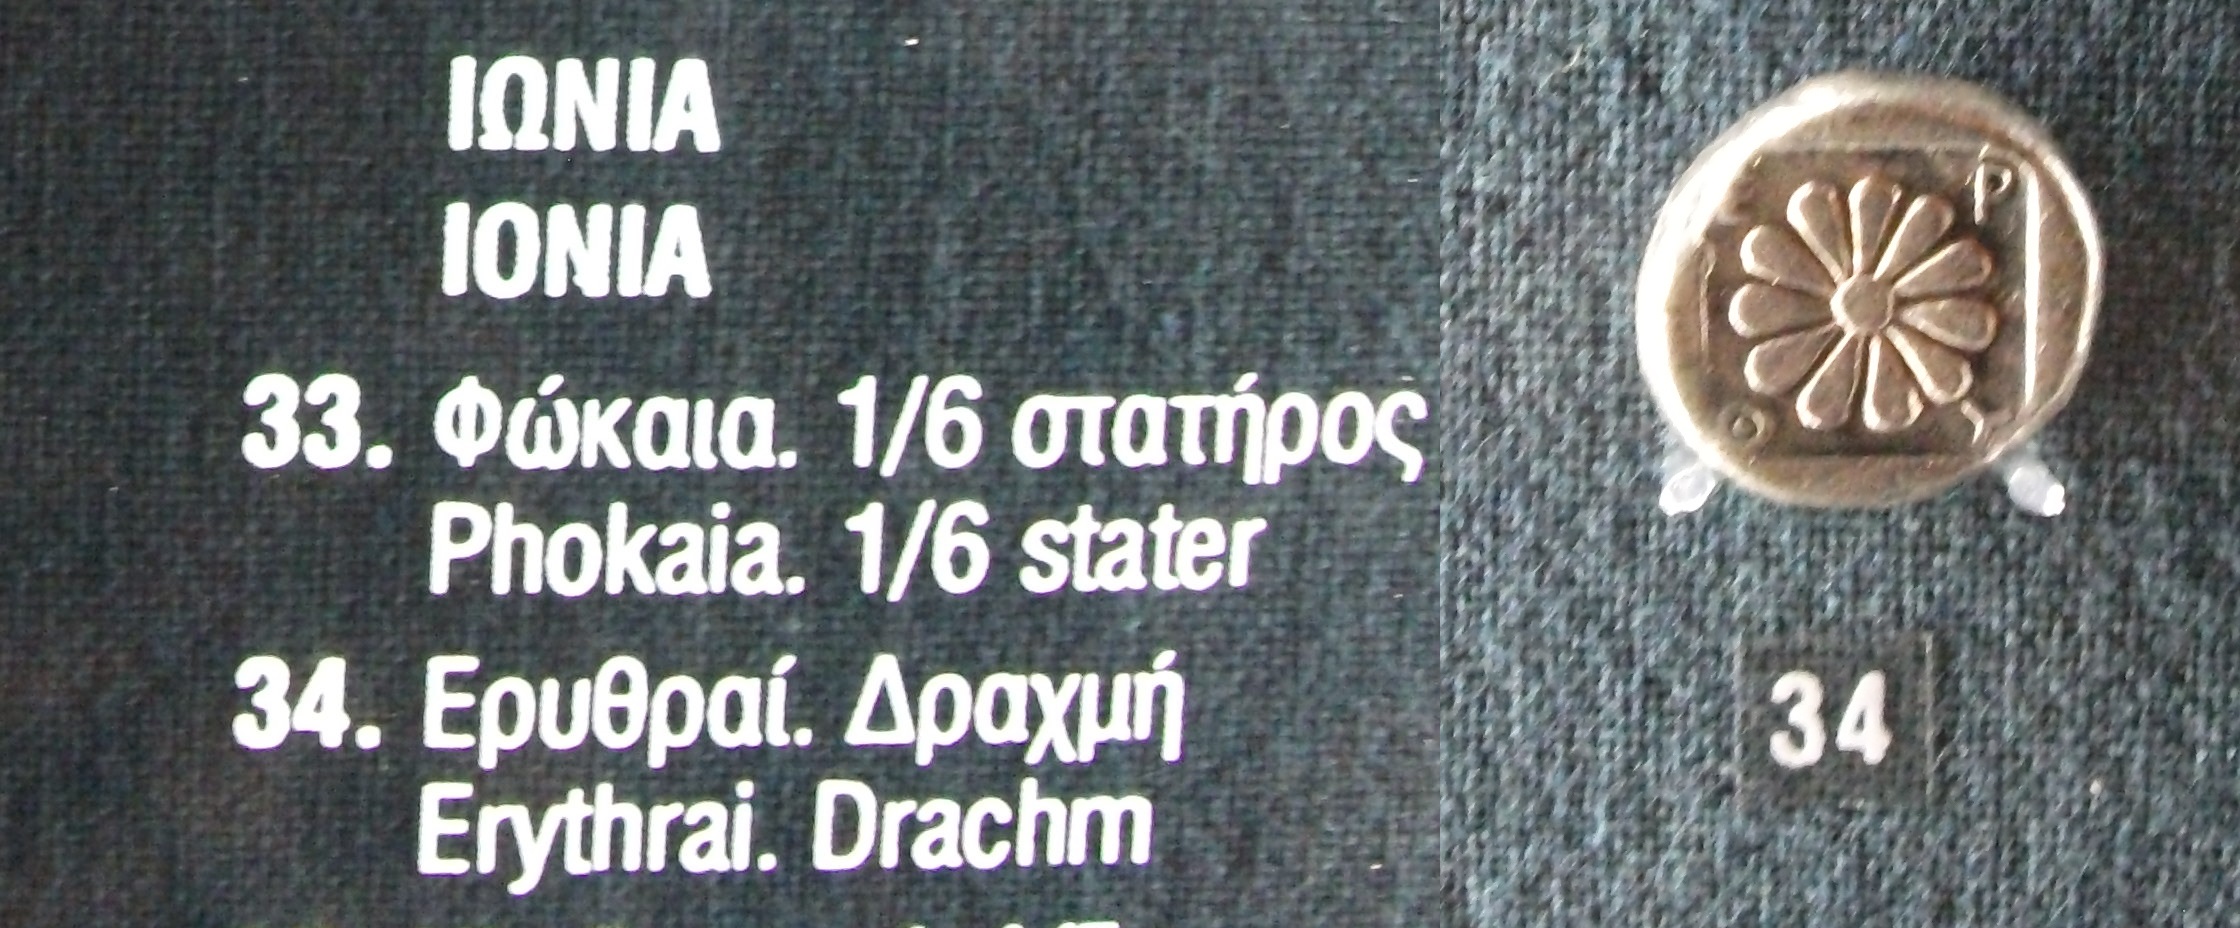 ΙΩΝΙΑ
IONIA
33. Φώκαια. 1/6 στατήρος
Phokaia. 1/6 stater
34. Ερυθραί. Δραχμή
Erythrai. Drachm
Ρ
Ο
Υ
34